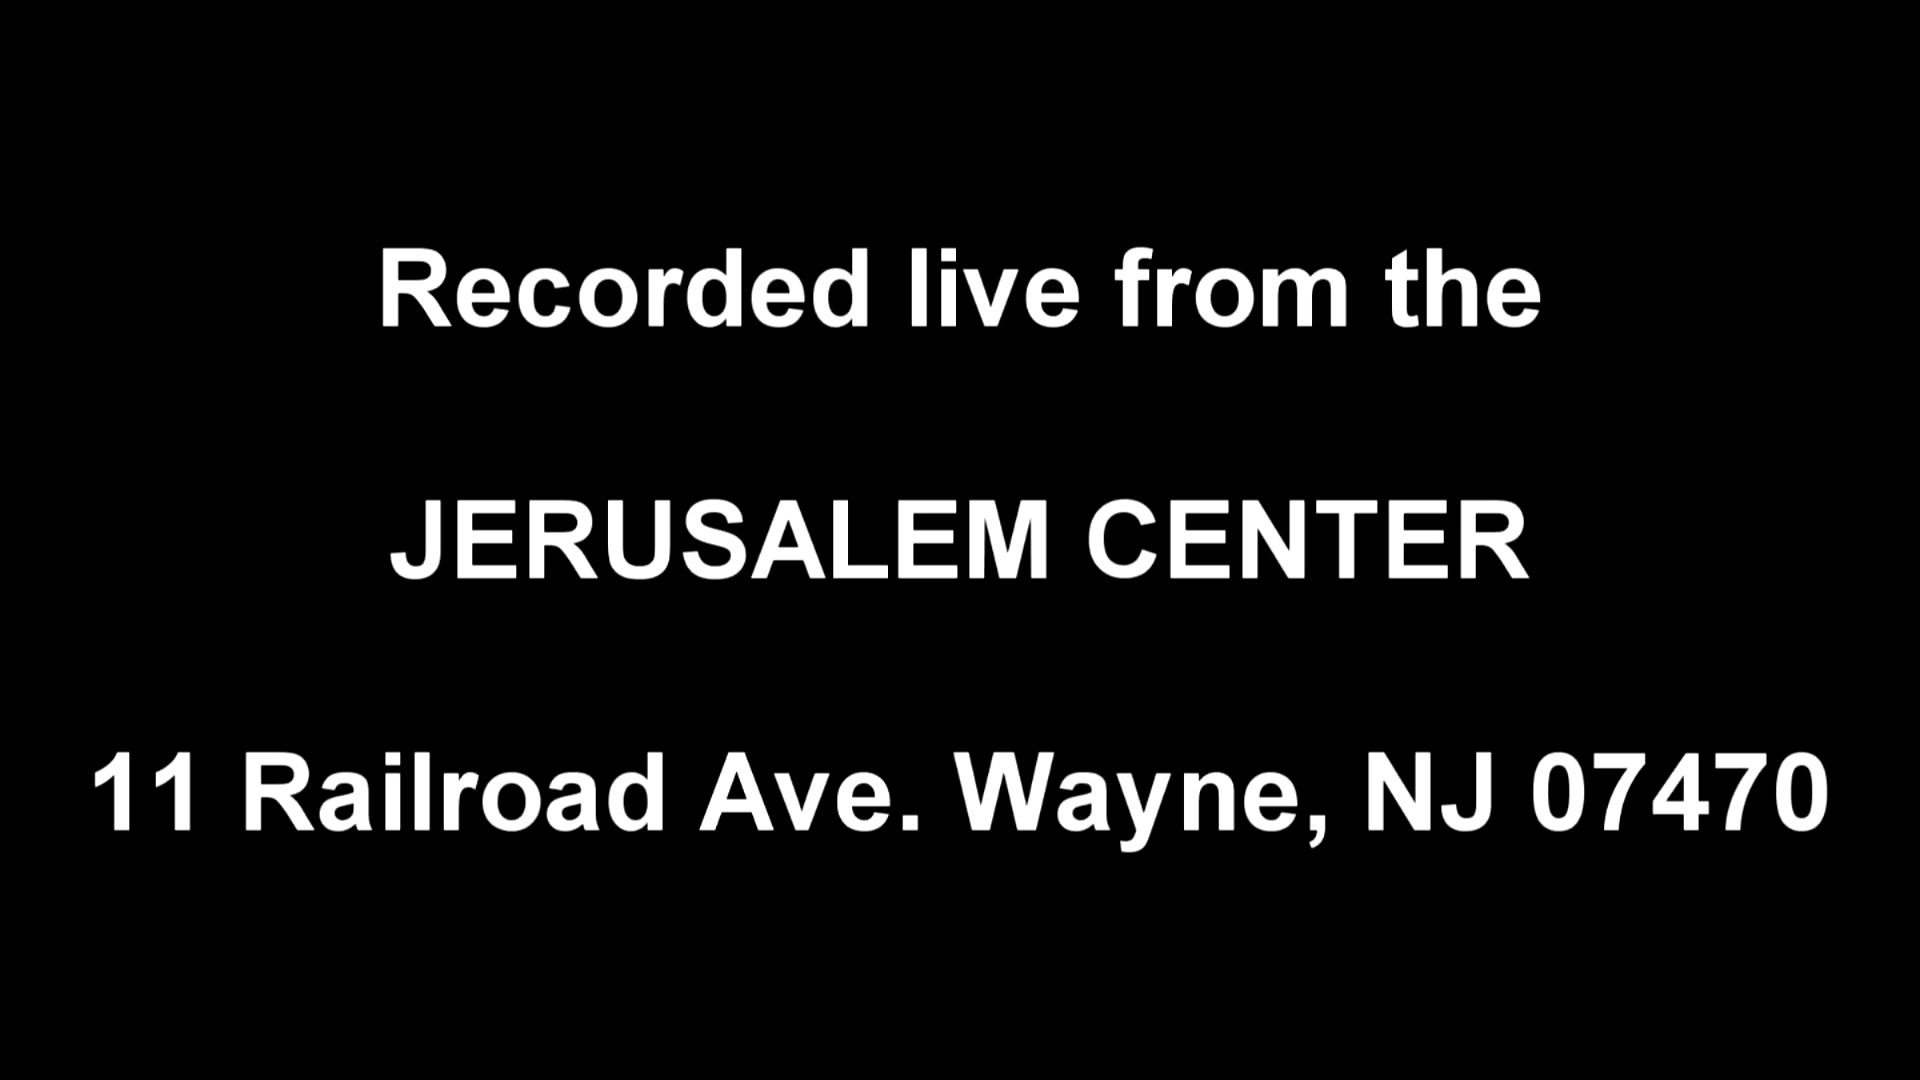 Recorded live from the
JERUSALEM CENTER
11 Railroad Ave. Wayne, NJ 07470